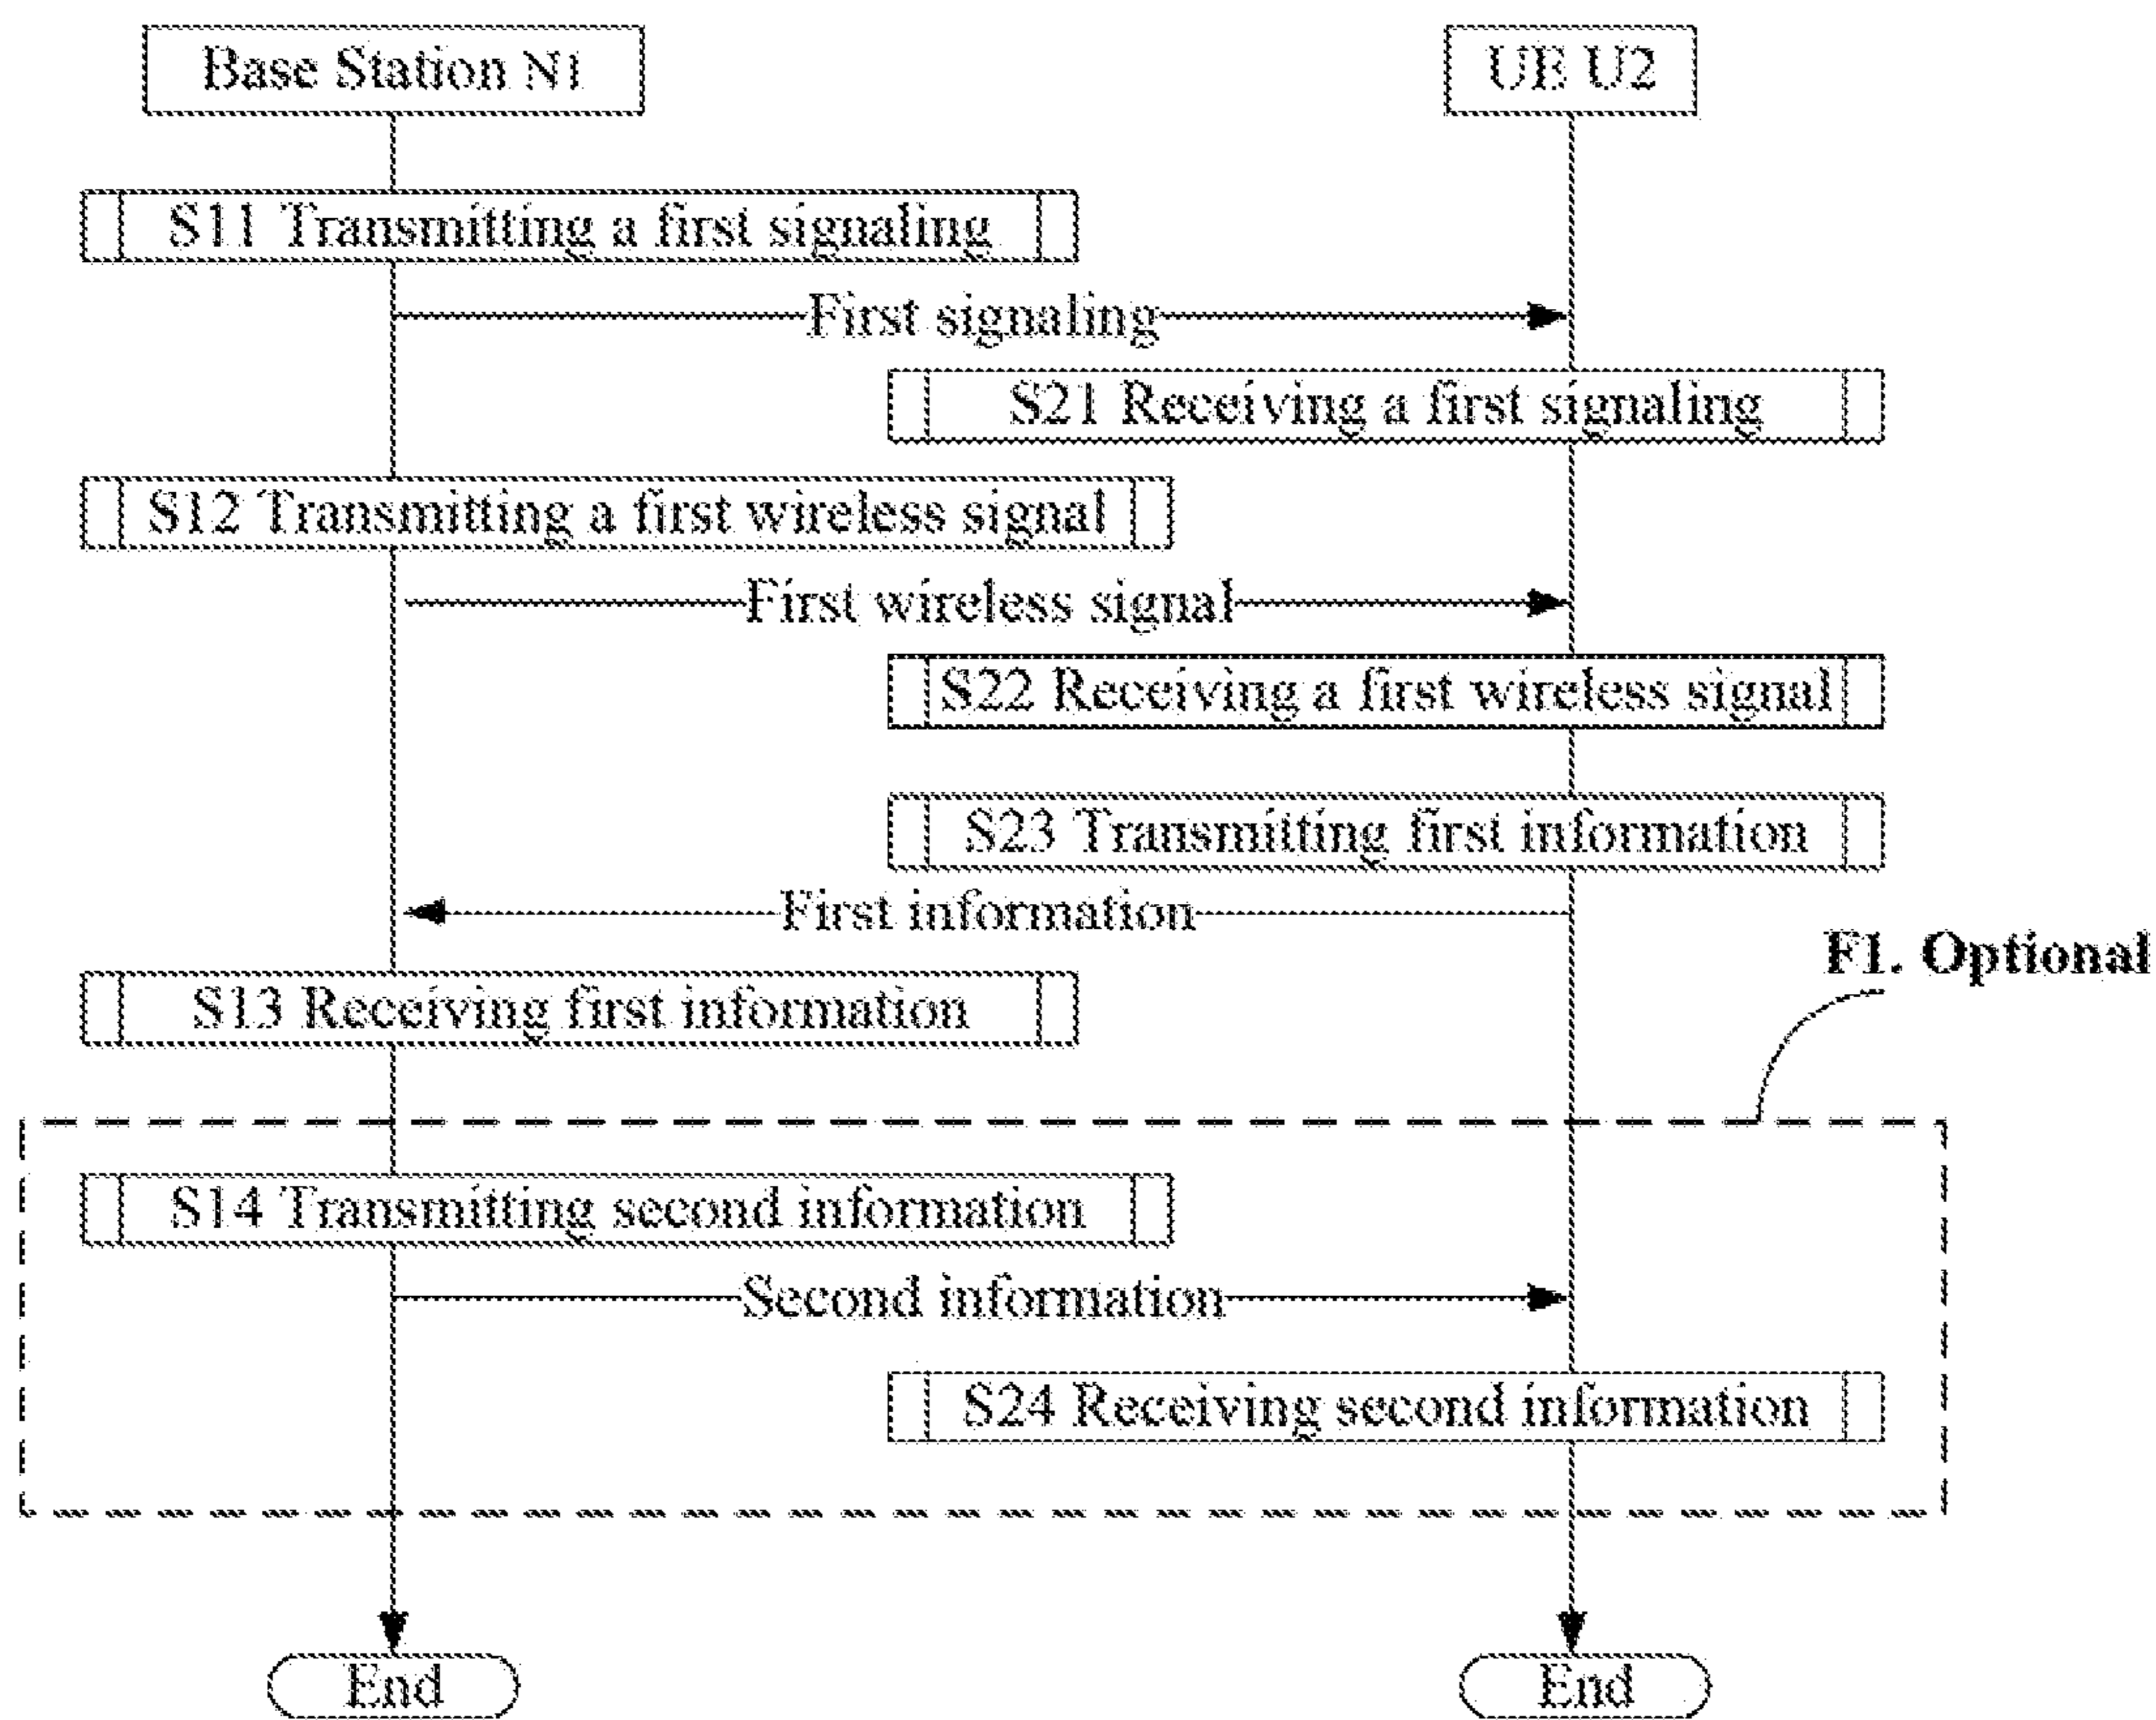 Base Station N1
UE U2
S11 Transmitting a first signaling
First signaling
S21 Receiving a first signaling
S12 Transmitting a first wireless signal
First wireless signal
S22 Receiving a first wireless signal
S23 Transmitting first information
First information
F1. Optional
S13 Receiving first information
S14 Transmitting second information
Second information
S24 Receiving second information
End
End